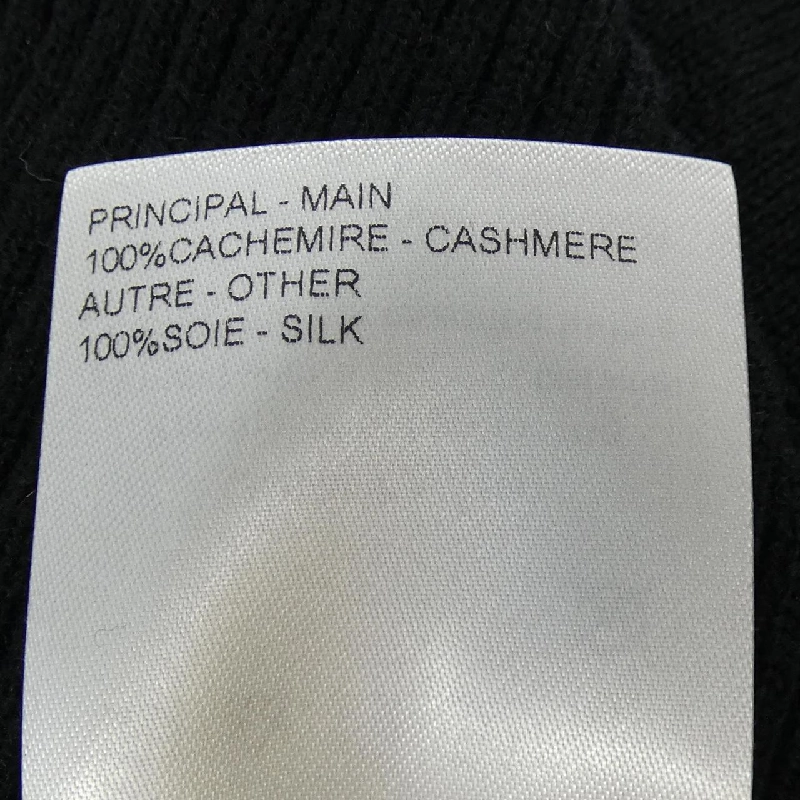 PRINCIPAL - MAIN
100%CACHEMIRE - CASHMERE
AUTRE - OTHER
100%SOIE - SILK